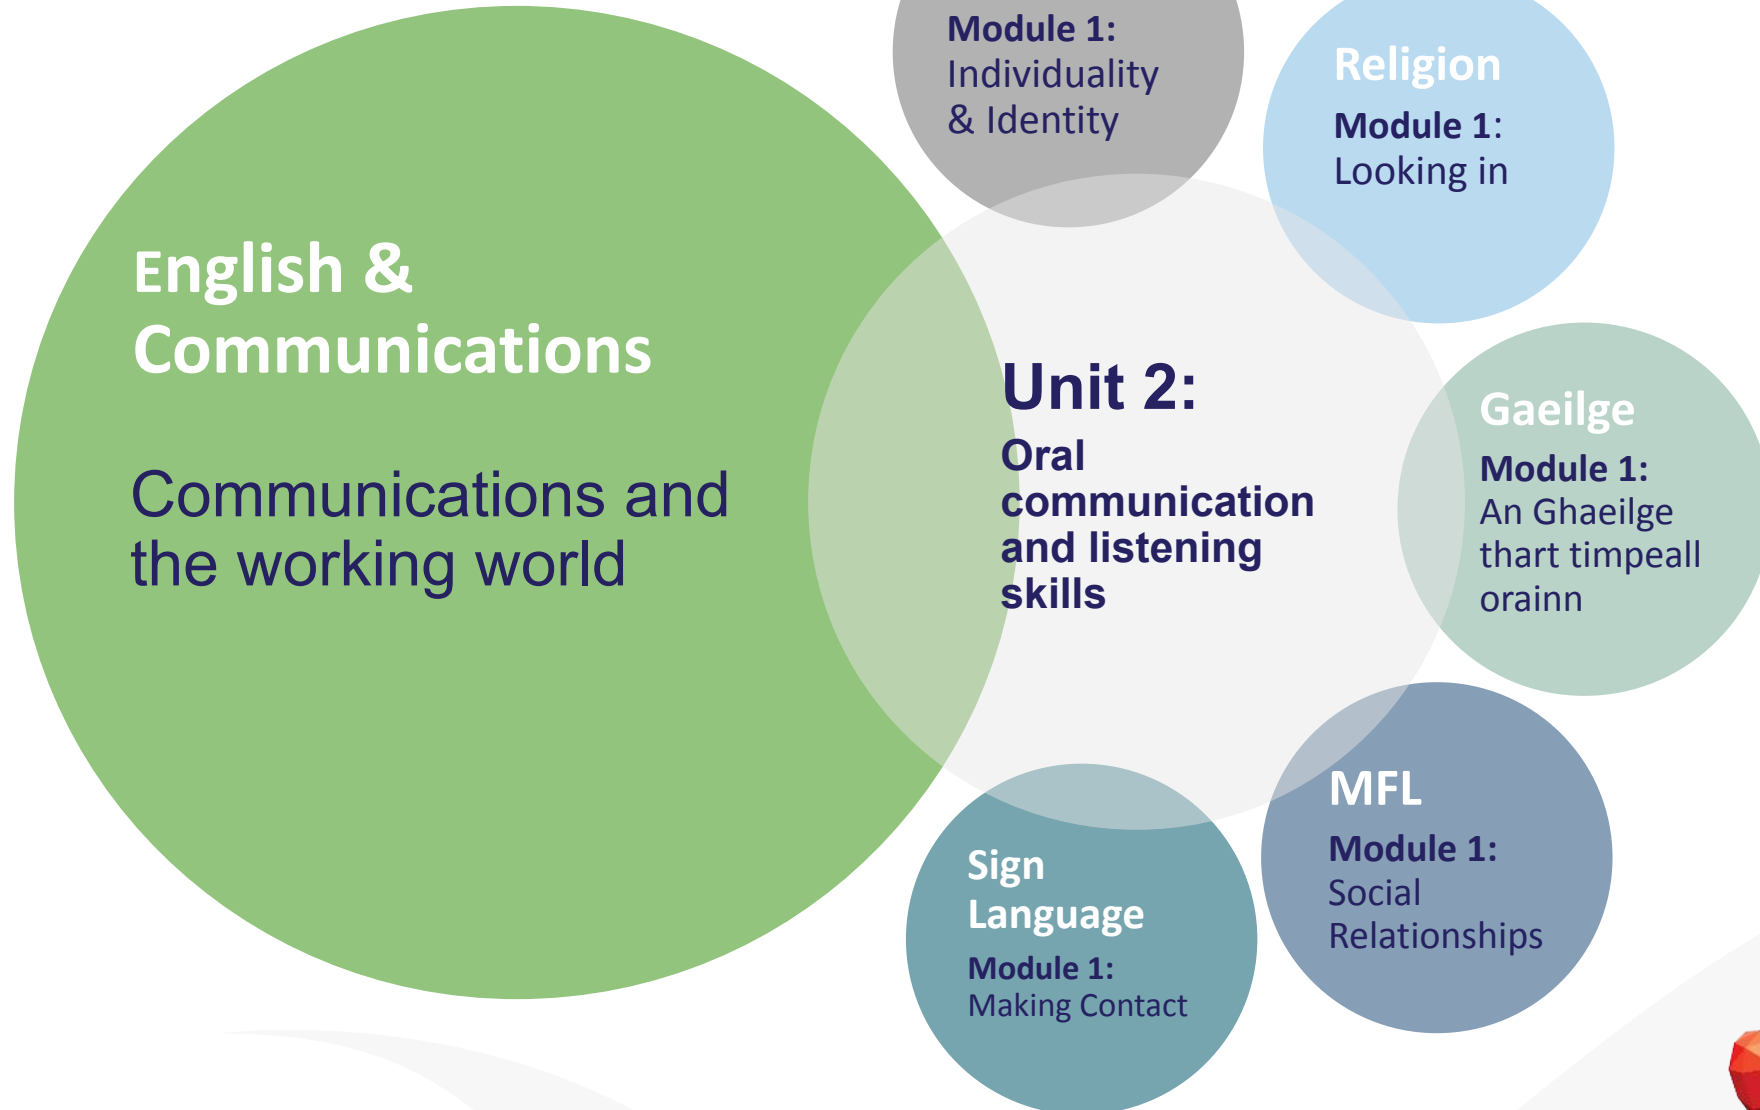 English &
Communications
Communications and
the working world
Unit 2:
Oral
communication
and listening
skills
Module 1:
Individuality
& Identity
Religion
Module 1:
Looking in
Gaeilge
Module 1:
An Ghaeilge
thart timpeall
orainn
MFL
Module 1:
Social
Relationships
Sign
Language
Module 1:
Making Contact